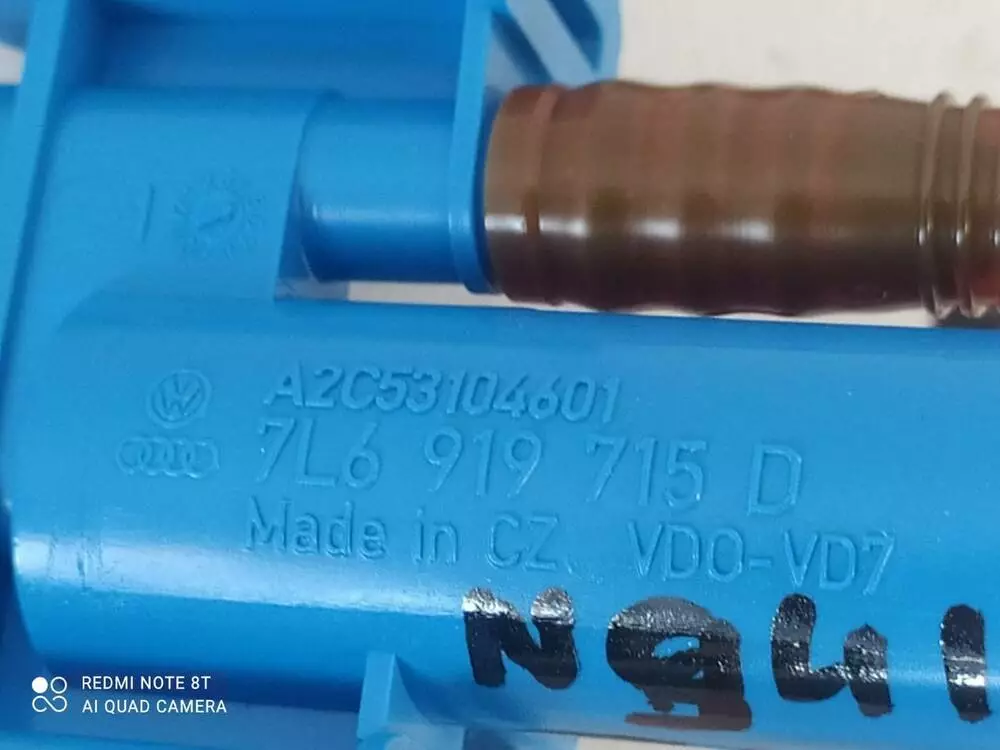 A2C53104601
7L6 919 715 D
Made in CZ. VDO-VD7
REDMI NOTE 8T
AI QUAD CAMERA